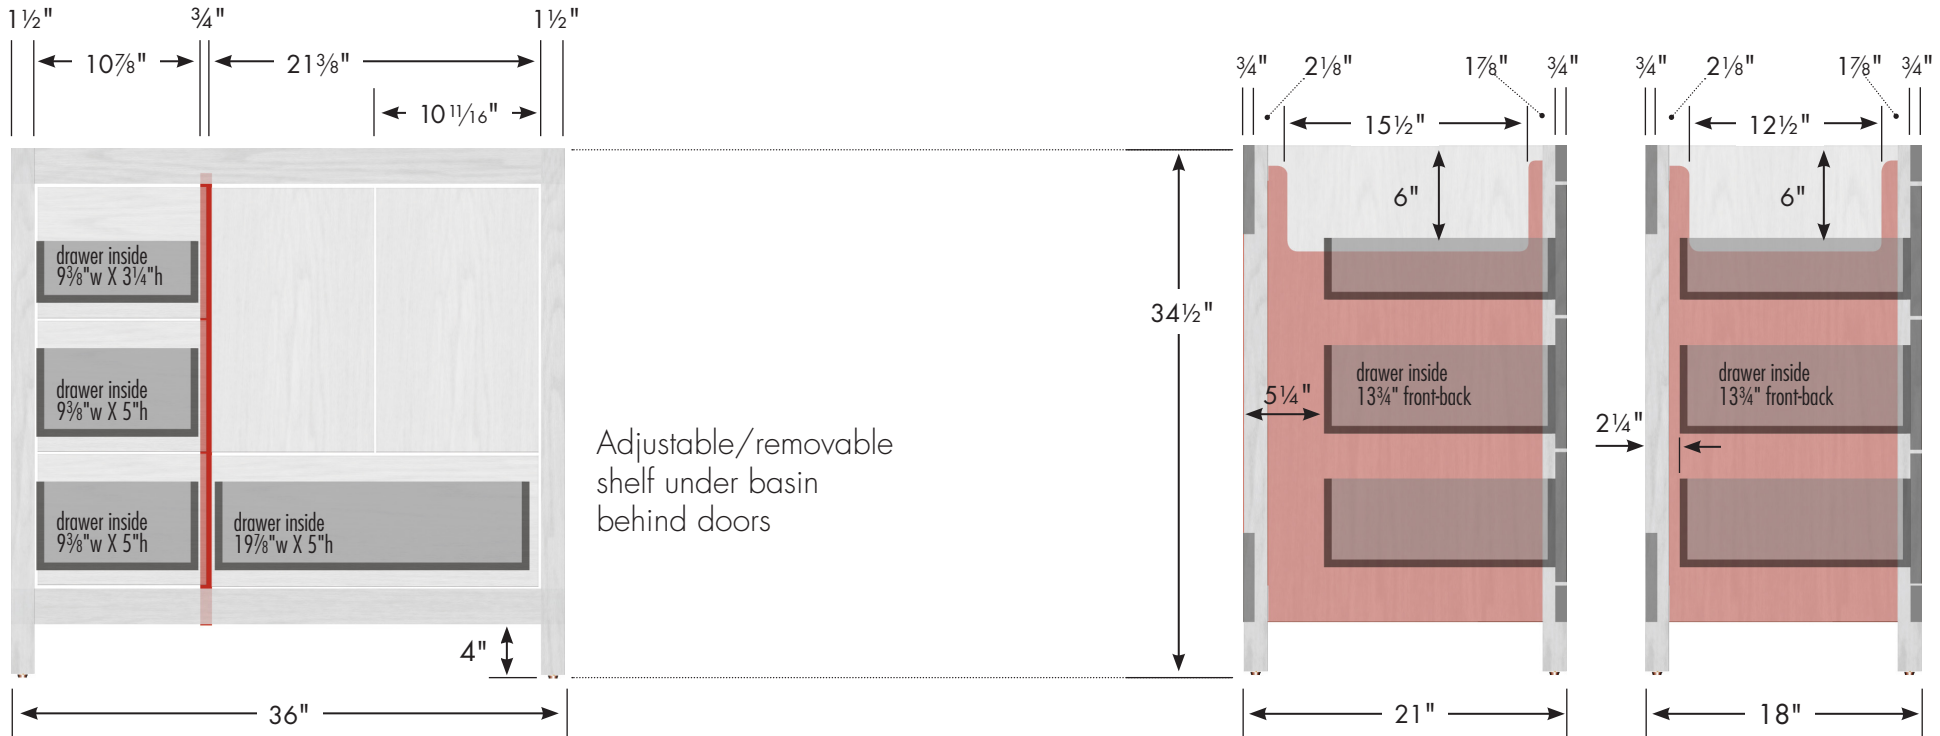 1½" ¾" 1½"
10⅞" 21⅜"
10 11/16"
drawer inside
9⅜"w X 3¼"h
drawer inside
9⅜"w X 5"h
drawer inside
9⅜"w X 5"h
drawer inside
19⅞"w X 5"h
4"
36"
Adjustable/removable
shelf under basin
behind doors
34½"
¾" 2⅛" 1⅞" ¾"
15½"
6"
drawer inside
13¾" front-back
5¼"
21"
¾" 2⅛" 1⅞" ¾"
12½"
6"
drawer inside
13¾" front-back
2¼"
18"